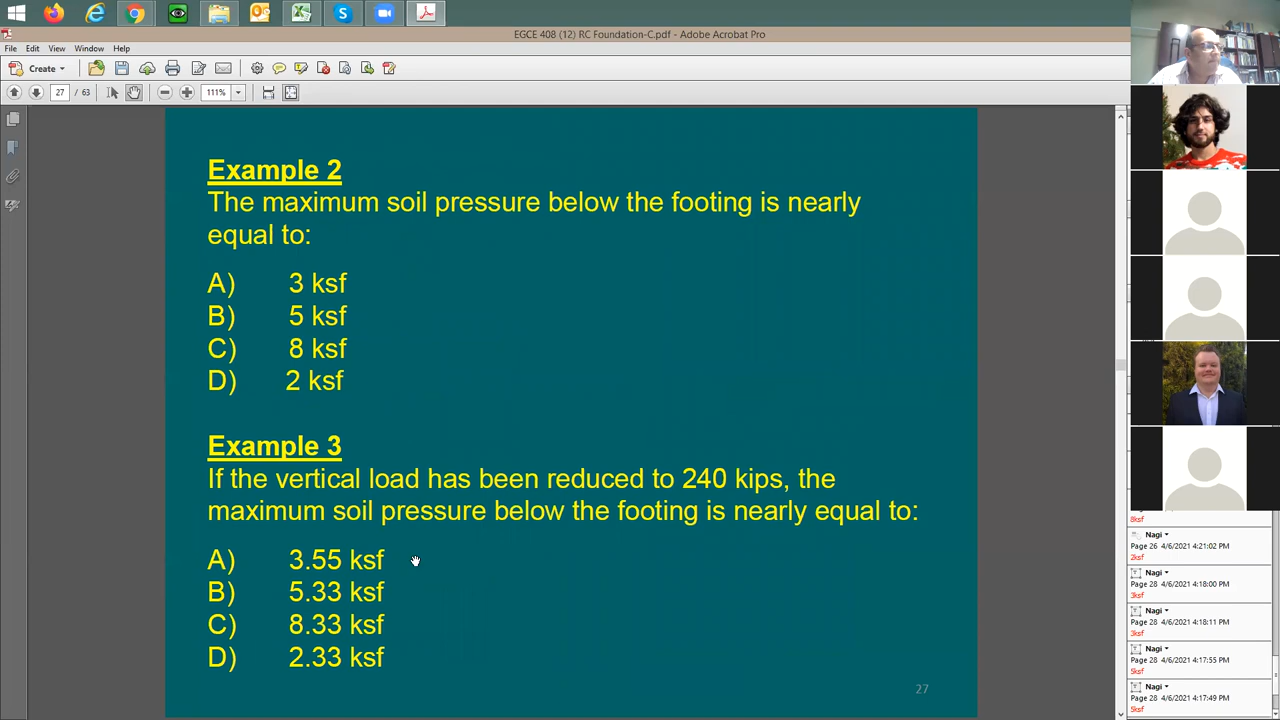 EGCE 408 (12) RC Foundation-C.pdf - Adobe Acrobat Pro
File Edit View Window Help
Create
27 / 63 111%
Example 2
The maximum soil pressure below the footing is nearly
equal to:
A) 3 ksf
B) 5 ksf
C) 8 ksf
D) 2 ksf
Example 3
If the vertical load has been reduced to 240 kips, the
maximum soil pressure below the footing is nearly equal to:
A) 3.55 ksf
B) 5.33 ksf
C) 8.33 ksf
D) 2.33 ksf
27
8ksf
Nagi
Page 26 4/6/2021 4:21:02 PM
2ksf
Nagi
Page 28 4/6/2021 4:18:00 PM
3ksf
Nagi
Page 28 4/6/2021 4:18:11 PM
3ksf
Nagi
Page 28 4/6/2021 4:17:55 PM
5ksf
Nagi
Page 28 4/6/2021 4:17:49 PM
5ksf